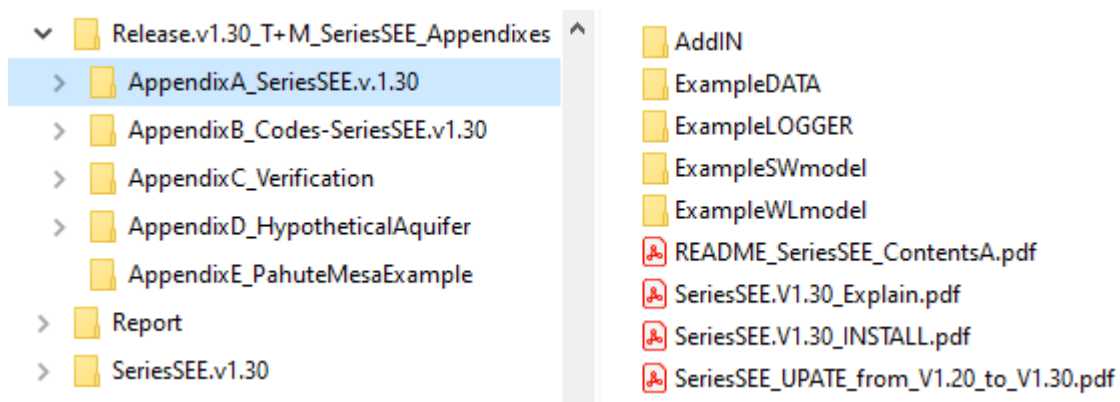 Release.v1.30_T+M_SeriesSEE_Appendixes
AppendixA_SeriesSEE.v.1.30
AppendixB_Codes-SeriesSEE.v1.30
AppendixC_Verification
AppendixD_HypotheticalAquifer
AppendixE_PahuteMesaExample
Report
SeriesSEE.v1.30
AddIN
ExampleDATA
ExampleLOGGER
ExampleSWmodel
ExampleWLmodel
README_SeriesSEE_ContentsA.pdf
SeriesSEE.V1.30_Explain.pdf
SeriesSEE.V1.30_INSTALL.pdf
SeriesSEE_UPATE_from_V1.20_to_V1.30.pdf